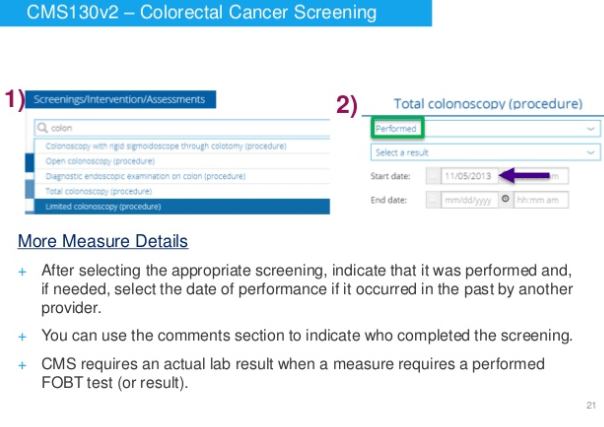 CMS130v2 – Colorectal Cancer Screening
1)
Screenings/Intervention/Assessments
colon
Colonoscopy with rigid sigmoidoscope through colotomy (procedure)
Open colonoscopy (procedure)
Diagnostic endoscopic examination on colon (procedure)
Total colonoscopy (procedure)
Limited colonoscopy (procedure)
2)
Total colonoscopy (procedure)
Performed
Select a result
Start date: 11/05/2013 am
End date: mm/dd/yyyy hh:mm am
More Measure Details
+ After selecting the appropriate screening, indicate that it was performed and,
if needed, select the date of performance if it occurred in the past by another
provider.
+ You can use the comments section to indicate who completed the screening.
+ CMS requires an actual lab result when a measure requires a performed
FOBT test (or result).
21